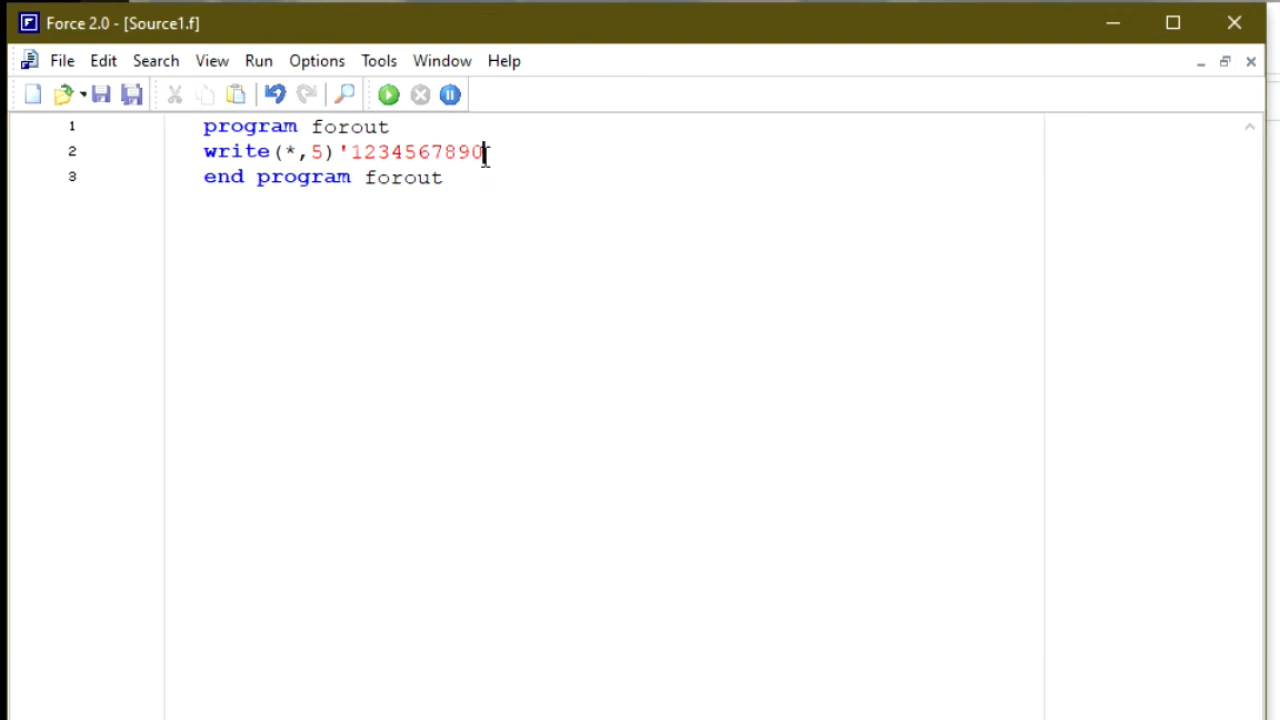 Force 2.0 - [Source1.f]
File Edit Search View Run Options Tools Window Help
1 program forout
2 write(*,5)'1234567890
3 end program forout